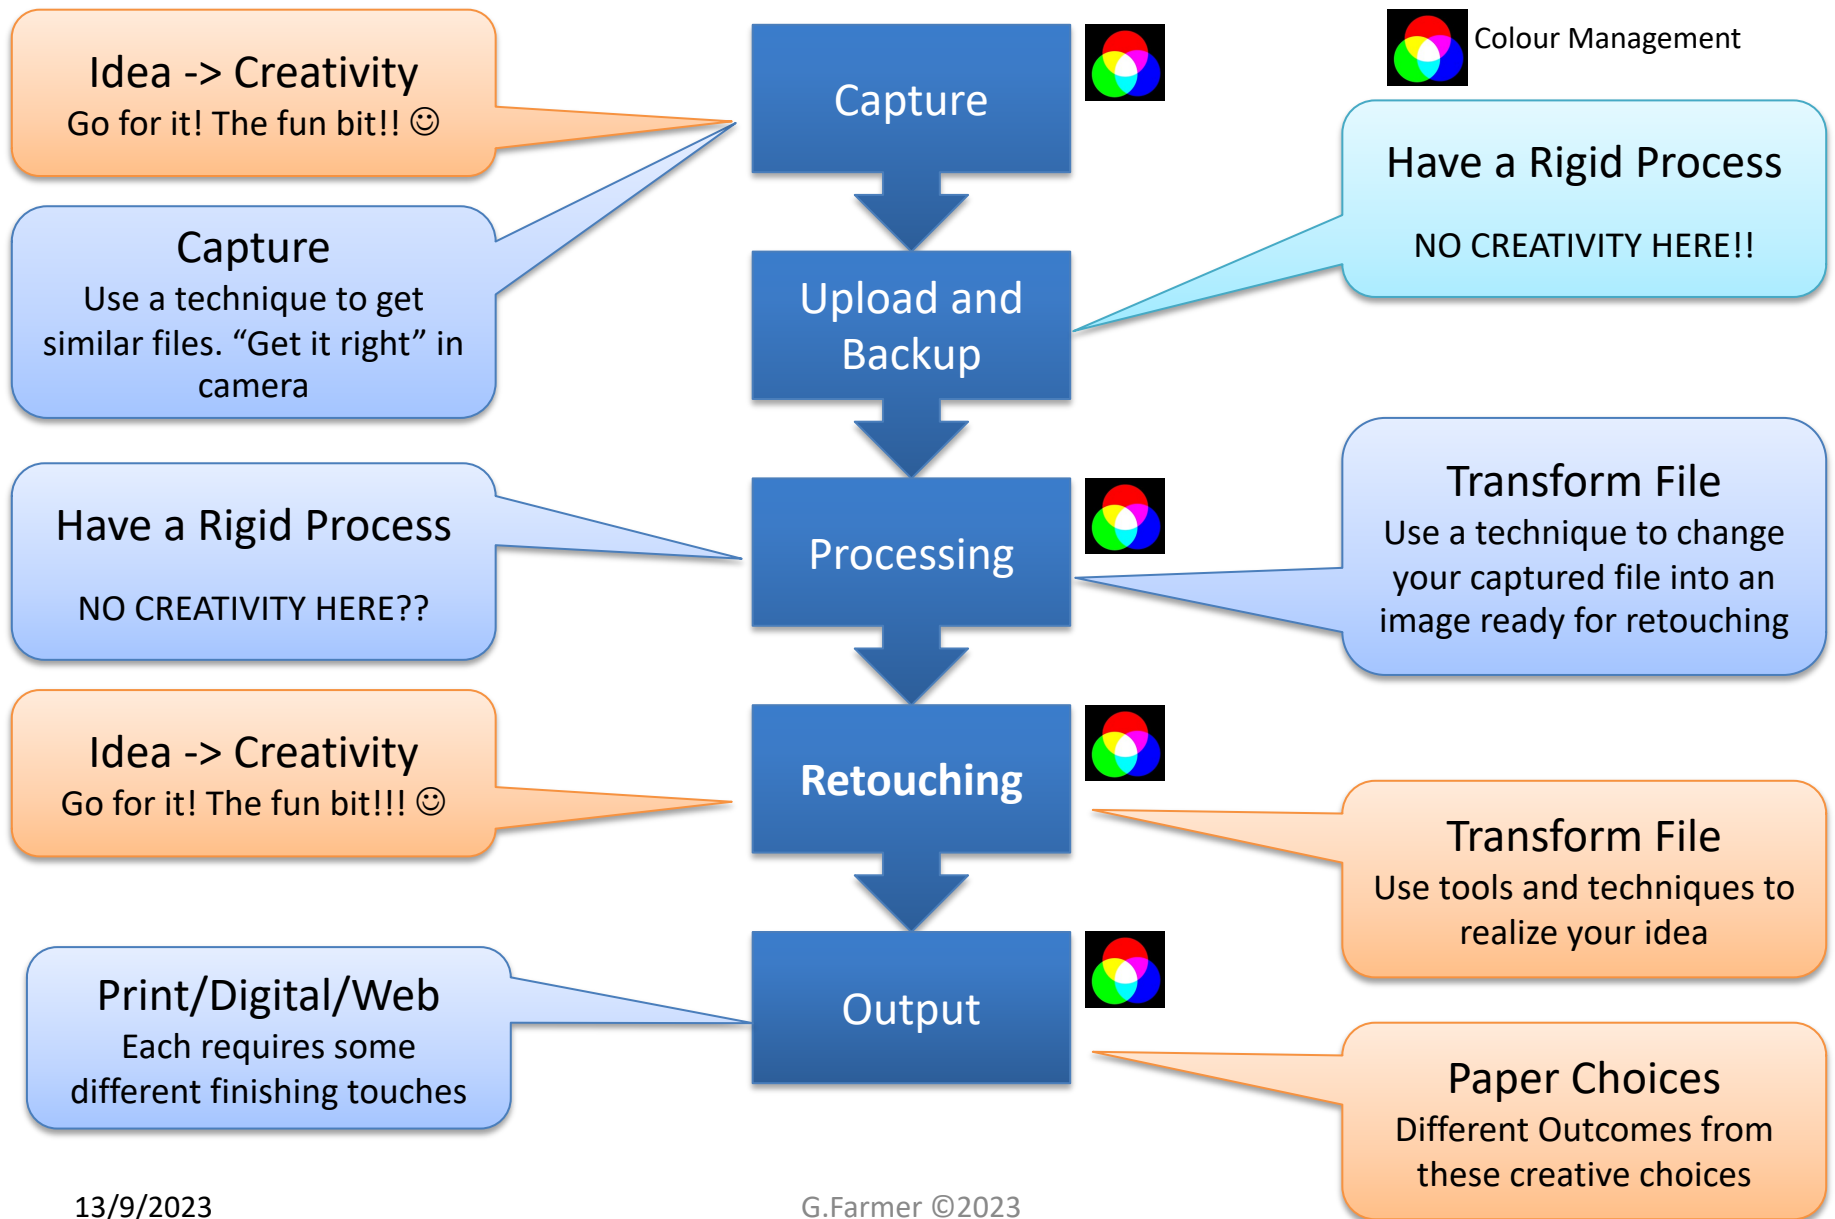 Idea -> Creativity
Go for it! The fun bit!! ☺
Capture
Colour Management
Have a Rigid Process
NO CREATIVITY HERE!!
Capture
Use a technique to get
similar files. “Get it right” in
camera
Upload and
Backup
Have a Rigid Process
NO CREATIVITY HERE??
Processing
Transform File
Use a technique to change
your captured file into an
image ready for retouching
Idea -> Creativity
Go for it! The fun bit!!! ☺
Retouching
Transform File
Use tools and techniques to
realize your idea
Print/Digital/Web
Each requires some
different finishing touches
Output
Paper Choices
Different Outcomes from
these creative choices
13/9/2023
G.Farmer ©2023